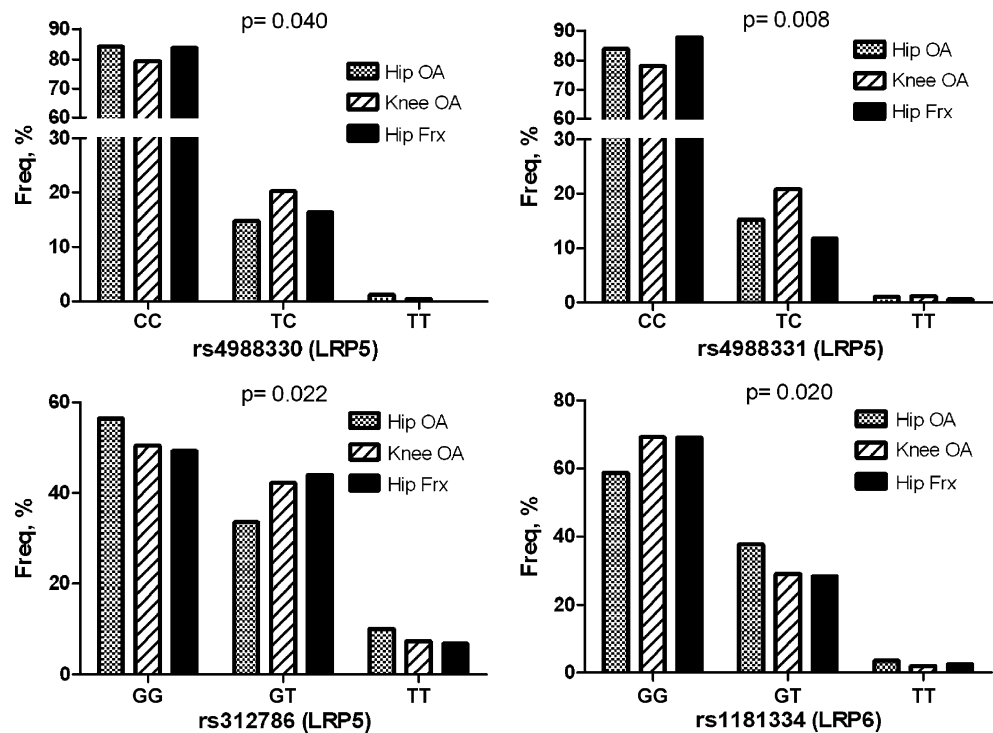 p= 0.040
90
80
70
60
30
20
10
0
Freq, %
Hip OA
Knee OA
Hip Frx
CC TC TT
rs4988330 (LRP5)
p= 0.008
90
80
70
60
30
20
10
0
Freq, %
Hip OA
Knee OA
Hip Frx
CC TC TT
rs4988331 (LRP5)
p= 0.022
60
40
20
0
Freq, %
Hip OA
Knee OA
Hip Frx
GG GT TT
rs312786 (LRP5)
p= 0.020
80
60
40
20
0
Freq, %
Hip OA
Knee OA
Hip Frx
GG GT TT
rs1181334 (LRP6)